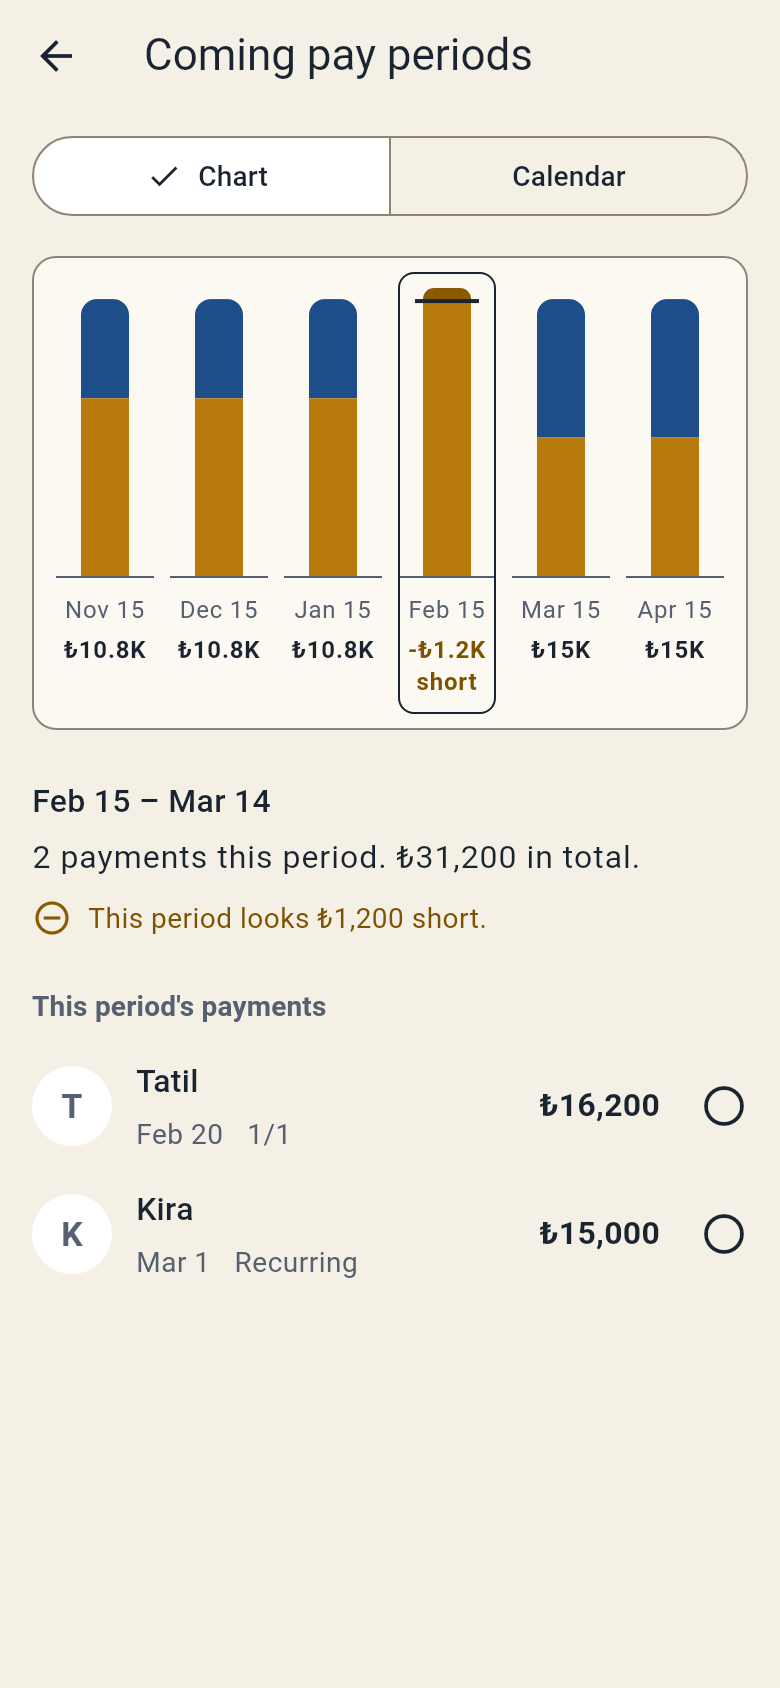 Coming pay periods
Chart
Calendar
Nov 15 Dec 15 Jan 15 Feb 15 Mar 15 Apr 15
₺10.8K ₺10.8K ₺10.8K -₺1.2K ₺15K ₺15K
short
Feb 15 – Mar 14
2 payments this period. ₺31,200 in total.
This period looks ₺1,200 short.
This period's payments
T
Tatil
Feb 20 1/1
₺16,200
K
Kira
Mar 1 Recurring
₺15,000